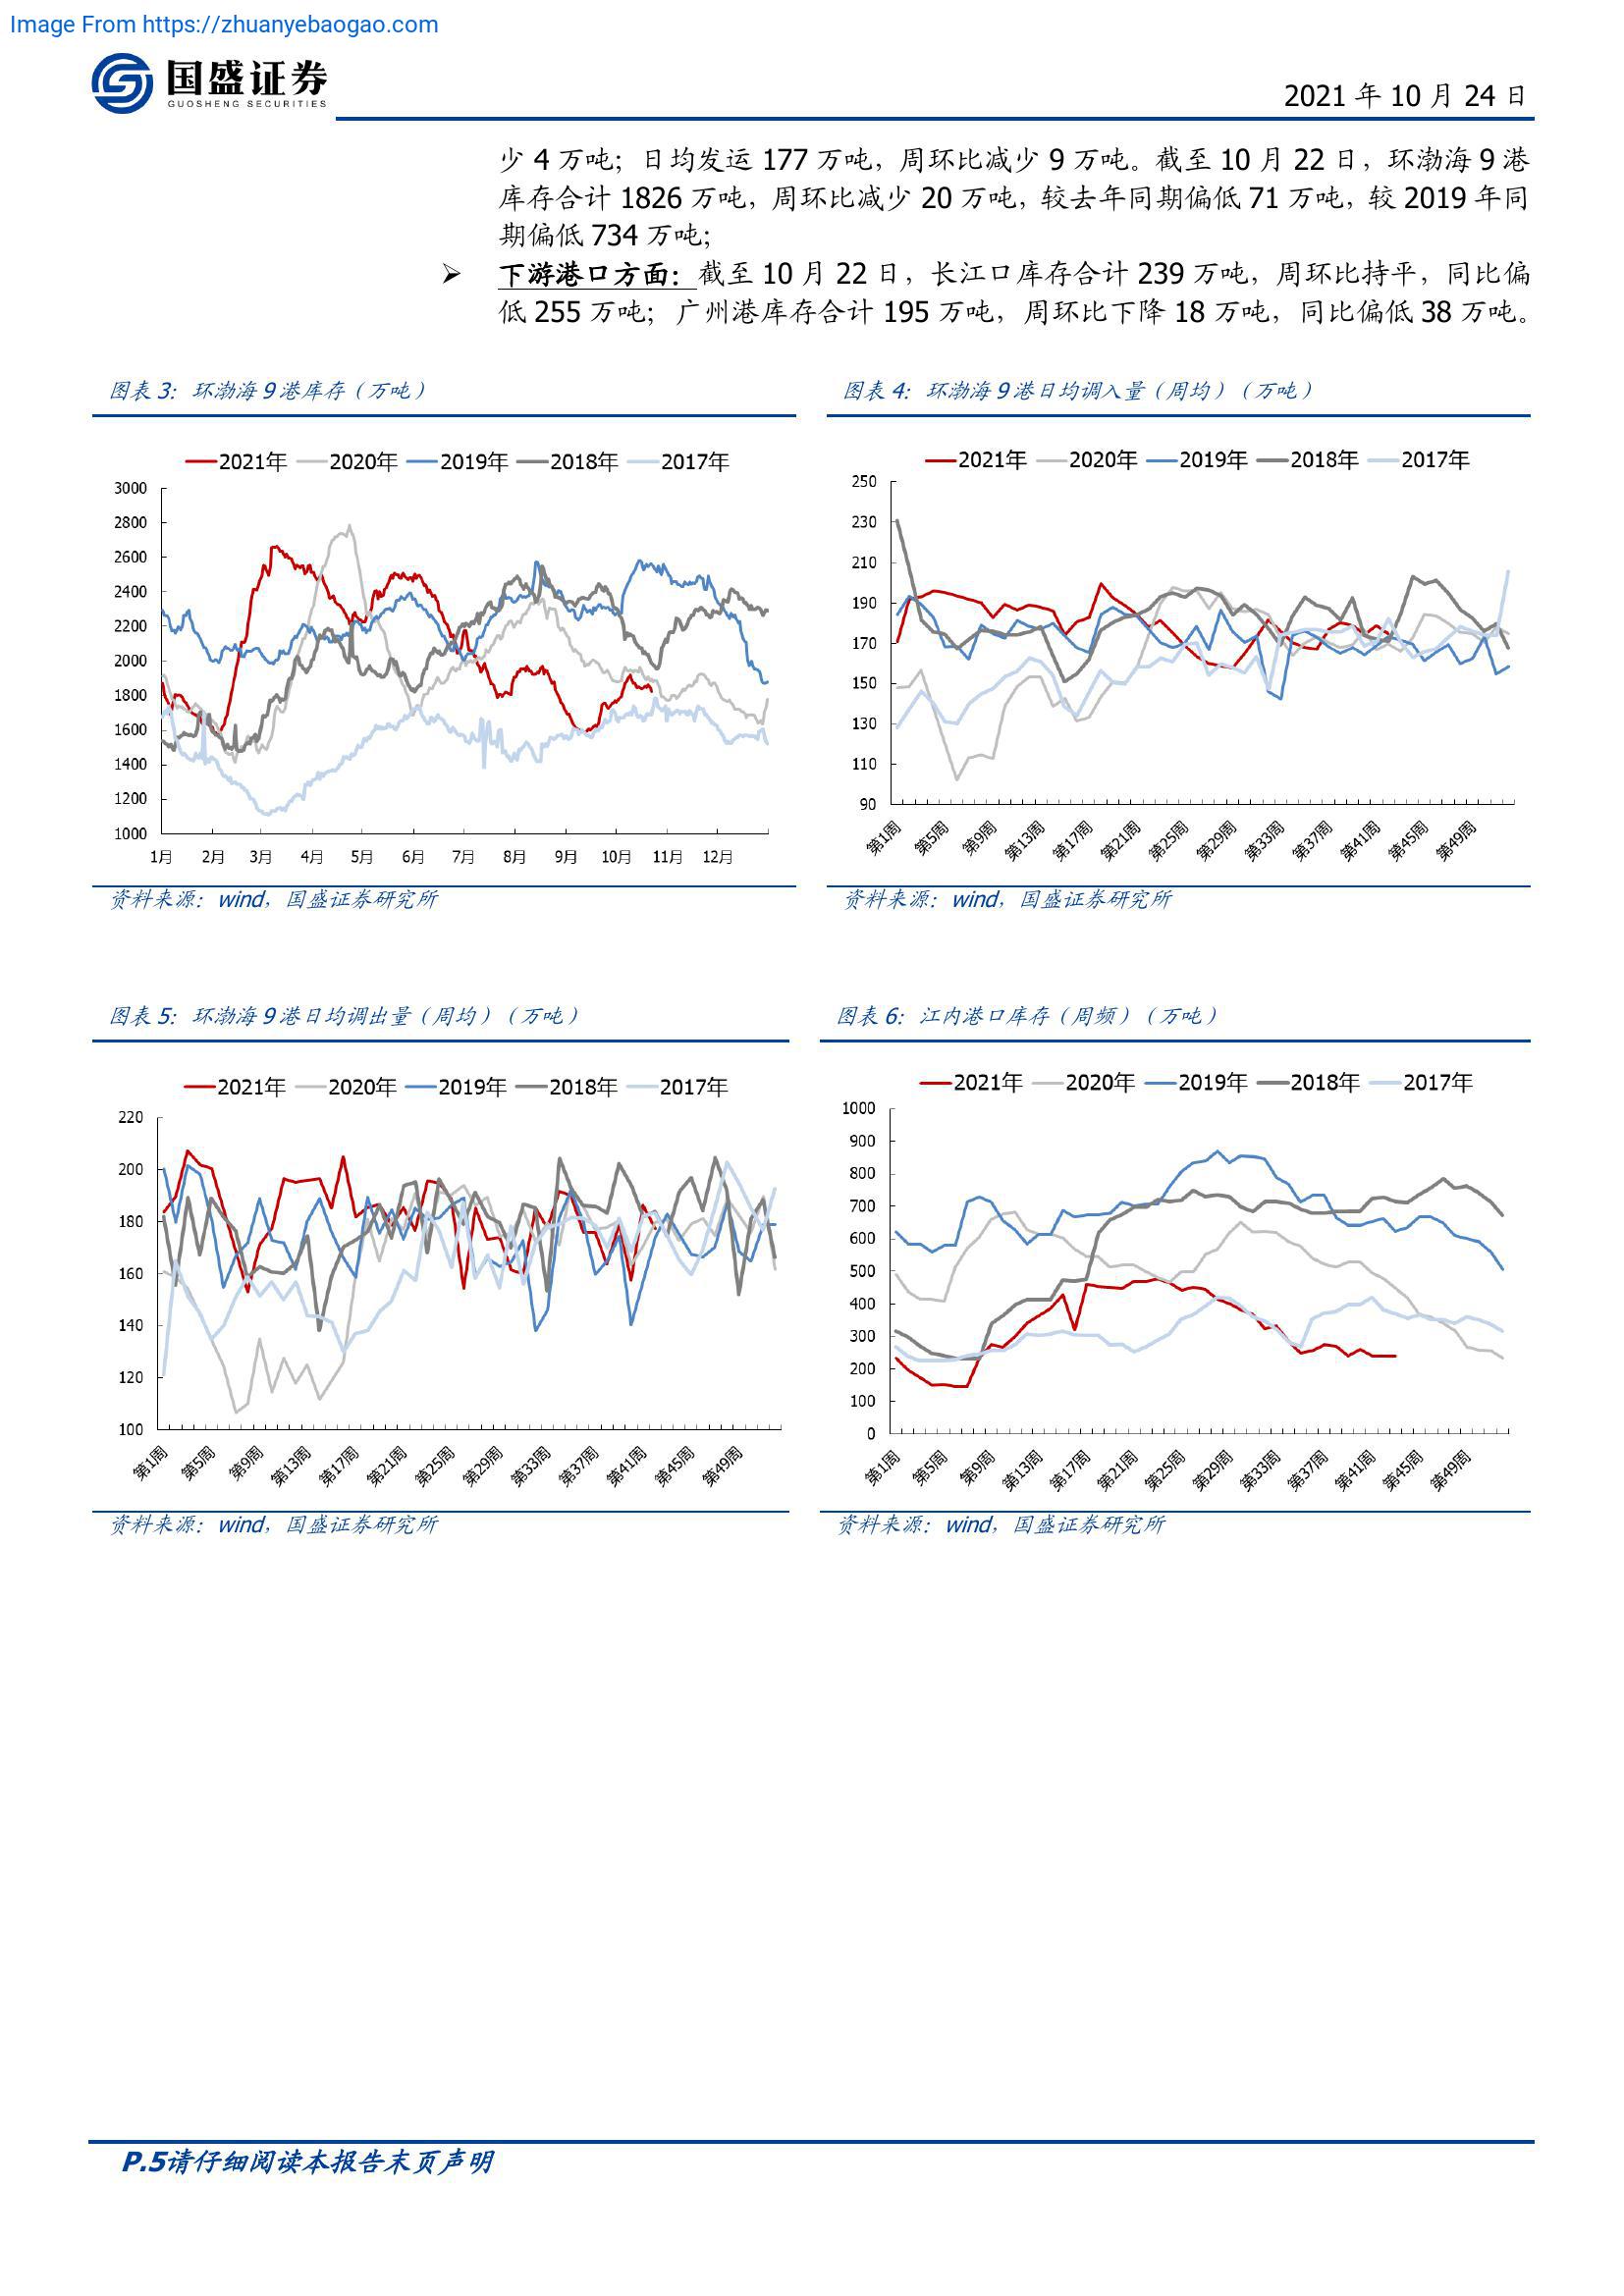 Image From https://zhuanyebaogao.com
国盛证券
GUOSHENG SECURITIES
2021 年 10 月 24 日
少 4 万吨；日均发运 177 万吨，周环比减少 9 万吨。截至 10 月 22 日，环渤海 9 港
库存合计 1826 万吨，周环比减少 20 万吨，较去年同期偏低 71 万吨，较 2019 年同
期偏低 734 万吨；
➢ 下游港口方面：截至 10 月 22 日，长江口库存合计 239 万吨，周环比持平，同比偏
低 255 万吨；广州港库存合计 195 万吨，周环比下降 18 万吨，同比偏低 38 万吨。
图表 3：环渤海 9 港库存（万吨）
2021年 2020年 2019年 2018年 2017年
3000
2800
2600
2400
2200
2000
1800
1600
1400
1200
1000
1月 2月 3月 4月 5月 6月 7月 8月 9月 10月 11月 12月
资料来源：wind，国盛证券研究所
图表 4：环渤海 9 港日均调入量（周均）（万吨）
2021年 2020年 2019年 2018年 2017年
250
230
210
190
170
150
130
110
90
第1周 第5周 第9周 第13周 第17周 第21周 第25周 第29周 第33周 第37周 第41周 第45周 第49周
资料来源：wind，国盛证券研究所
图表 5：环渤海 9 港日均调出量（周均）（万吨）
2021年 2020年 2019年 2018年 2017年
220
200
180
160
140
120
100
第1周 第5周 第9周 第13周 第17周 第21周 第25周 第29周 第33周 第37周 第41周 第45周 第49周
资料来源：wind，国盛证券研究所
图表 6：江内港口库存（周频）（万吨）
2021年 2020年 2019年 2018年 2017年
1000
900
800
700
600
500
400
300
200
100
0
第1周 第5周 第9周 第13周 第17周 第21周 第25周 第29周 第33周 第37周 第41周 第45周 第49周
资料来源：wind，国盛证券研究所
P.5请仔细阅读本报告末页声明